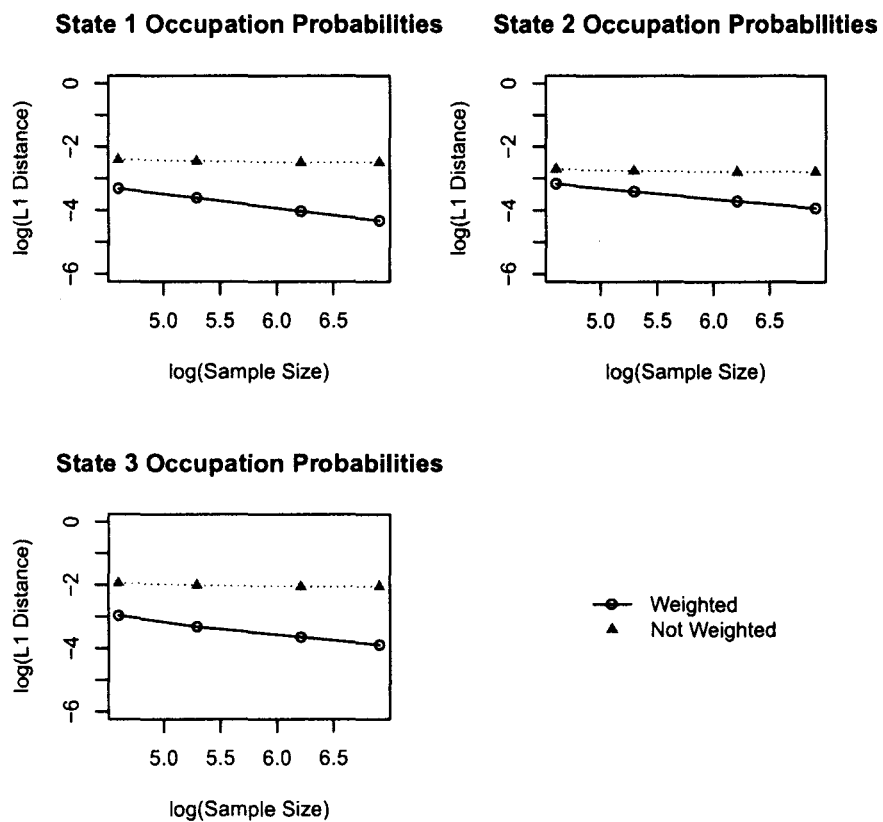 State 1 Occupation Probabilities
0
-2
-4
-6
log(L1 Distance)
5.0 5.5 6.0 6.5
log(Sample Size)
State 2 Occupation Probabilities
0
-2
-4
-6
log(L1 Distance)
5.0 5.5 6.0 6.5
log(Sample Size)
State 3 Occupation Probabilities
0
-2
-4
-6
log(L1 Distance)
5.0 5.5 6.0 6.5
log(Sample Size)
Weighted
Not Weighted